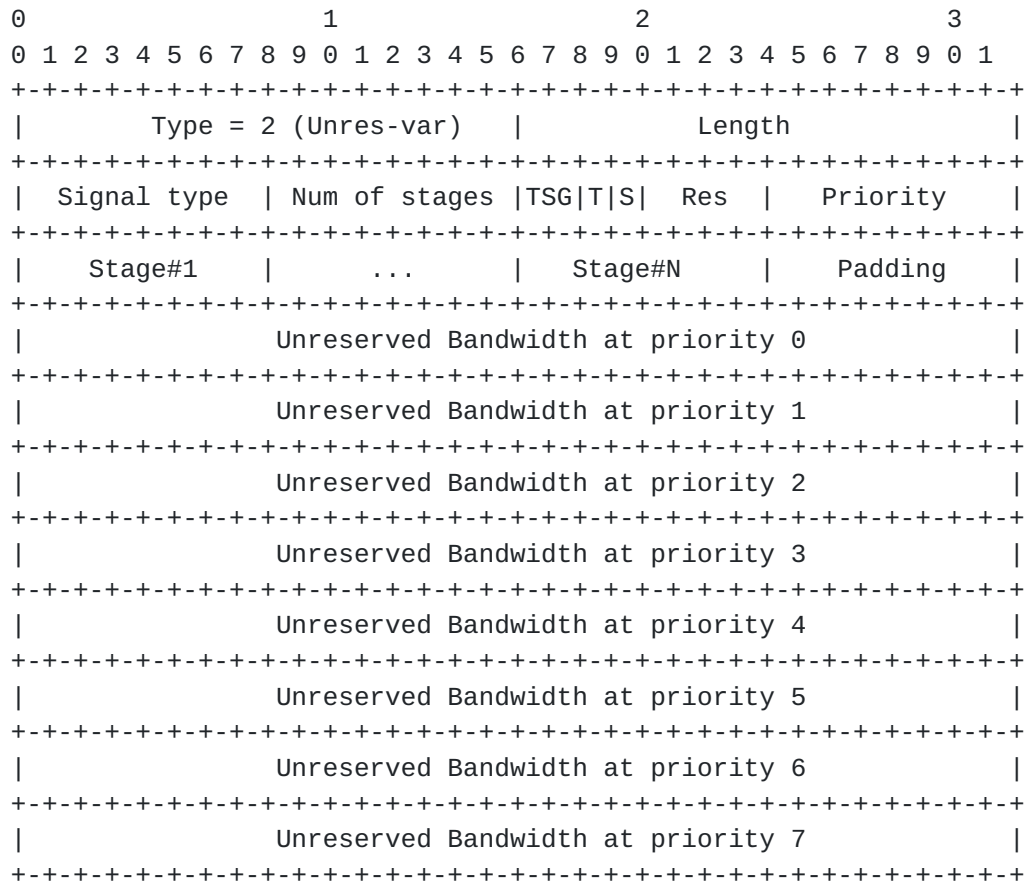 0                   1                   2                   3
0 1 2 3 4 5 6 7 8 9 0 1 2 3 4 5 6 7 8 9 0 1 2 3 4 5 6 7 8 9 0 1
+-+-+-+-+-+-+-+-+-+-+-+-+-+-+-+-+-+-+-+-+-+-+-+-+-+-+-+-+-+-+-+-+
|        Type = 2 (Unres-var)   |           Length              |
+-+-+-+-+-+-+-+-+-+-+-+-+-+-+-+-+-+-+-+-+-+-+-+-+-+-+-+-+-+-+-+-+
|  Signal type  | Num of stages |TSG|T|S|  Res  |   Priority    |
+-+-+-+-+-+-+-+-+-+-+-+-+-+-+-+-+-+-+-+-+-+-+-+-+-+-+-+-+-+-+-+-+
|    Stage#1    |      ...      |   Stage#N     |    Padding    |
+-+-+-+-+-+-+-+-+-+-+-+-+-+-+-+-+-+-+-+-+-+-+-+-+-+-+-+-+-+-+-+-+
|                Unreserved Bandwidth at priority 0             |
+-+-+-+-+-+-+-+-+-+-+-+-+-+-+-+-+-+-+-+-+-+-+-+-+-+-+-+-+-+-+-+-+
|                Unreserved Bandwidth at priority 1             |
+-+-+-+-+-+-+-+-+-+-+-+-+-+-+-+-+-+-+-+-+-+-+-+-+-+-+-+-+-+-+-+-+
|                Unreserved Bandwidth at priority 2             |
+-+-+-+-+-+-+-+-+-+-+-+-+-+-+-+-+-+-+-+-+-+-+-+-+-+-+-+-+-+-+-+-+
|                Unreserved Bandwidth at priority 3             |
+-+-+-+-+-+-+-+-+-+-+-+-+-+-+-+-+-+-+-+-+-+-+-+-+-+-+-+-+-+-+-+-+
|                Unreserved Bandwidth at priority 4             |
+-+-+-+-+-+-+-+-+-+-+-+-+-+-+-+-+-+-+-+-+-+-+-+-+-+-+-+-+-+-+-+-+
|                Unreserved Bandwidth at priority 5             |
+-+-+-+-+-+-+-+-+-+-+-+-+-+-+-+-+-+-+-+-+-+-+-+-+-+-+-+-+-+-+-+-+
|                Unreserved Bandwidth at priority 6             |
+-+-+-+-+-+-+-+-+-+-+-+-+-+-+-+-+-+-+-+-+-+-+-+-+-+-+-+-+-+-+-+-+
|                Unreserved Bandwidth at priority 7             |
+-+-+-+-+-+-+-+-+-+-+-+-+-+-+-+-+-+-+-+-+-+-+-+-+-+-+-+-+-+-+-+-+